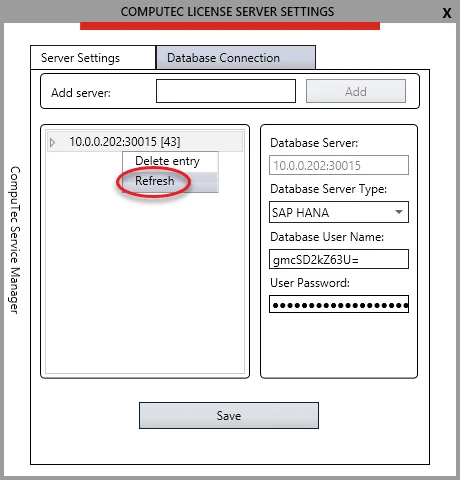 COMPUTEC LICENSE SERVER SETTINGS X
Server Settings
Database Connection
Add server:
Add
10.0.0.202:30015 [43]
Delete entry
Refresh
Database Server:
10.0.0.202:30015
Database Server Type:
SAP HANA
Database User Name:
gmcSD2kZ63U=
User Password:
●●●●●●●●●●●●●●●●●●
Save
CompuTec Service Manager